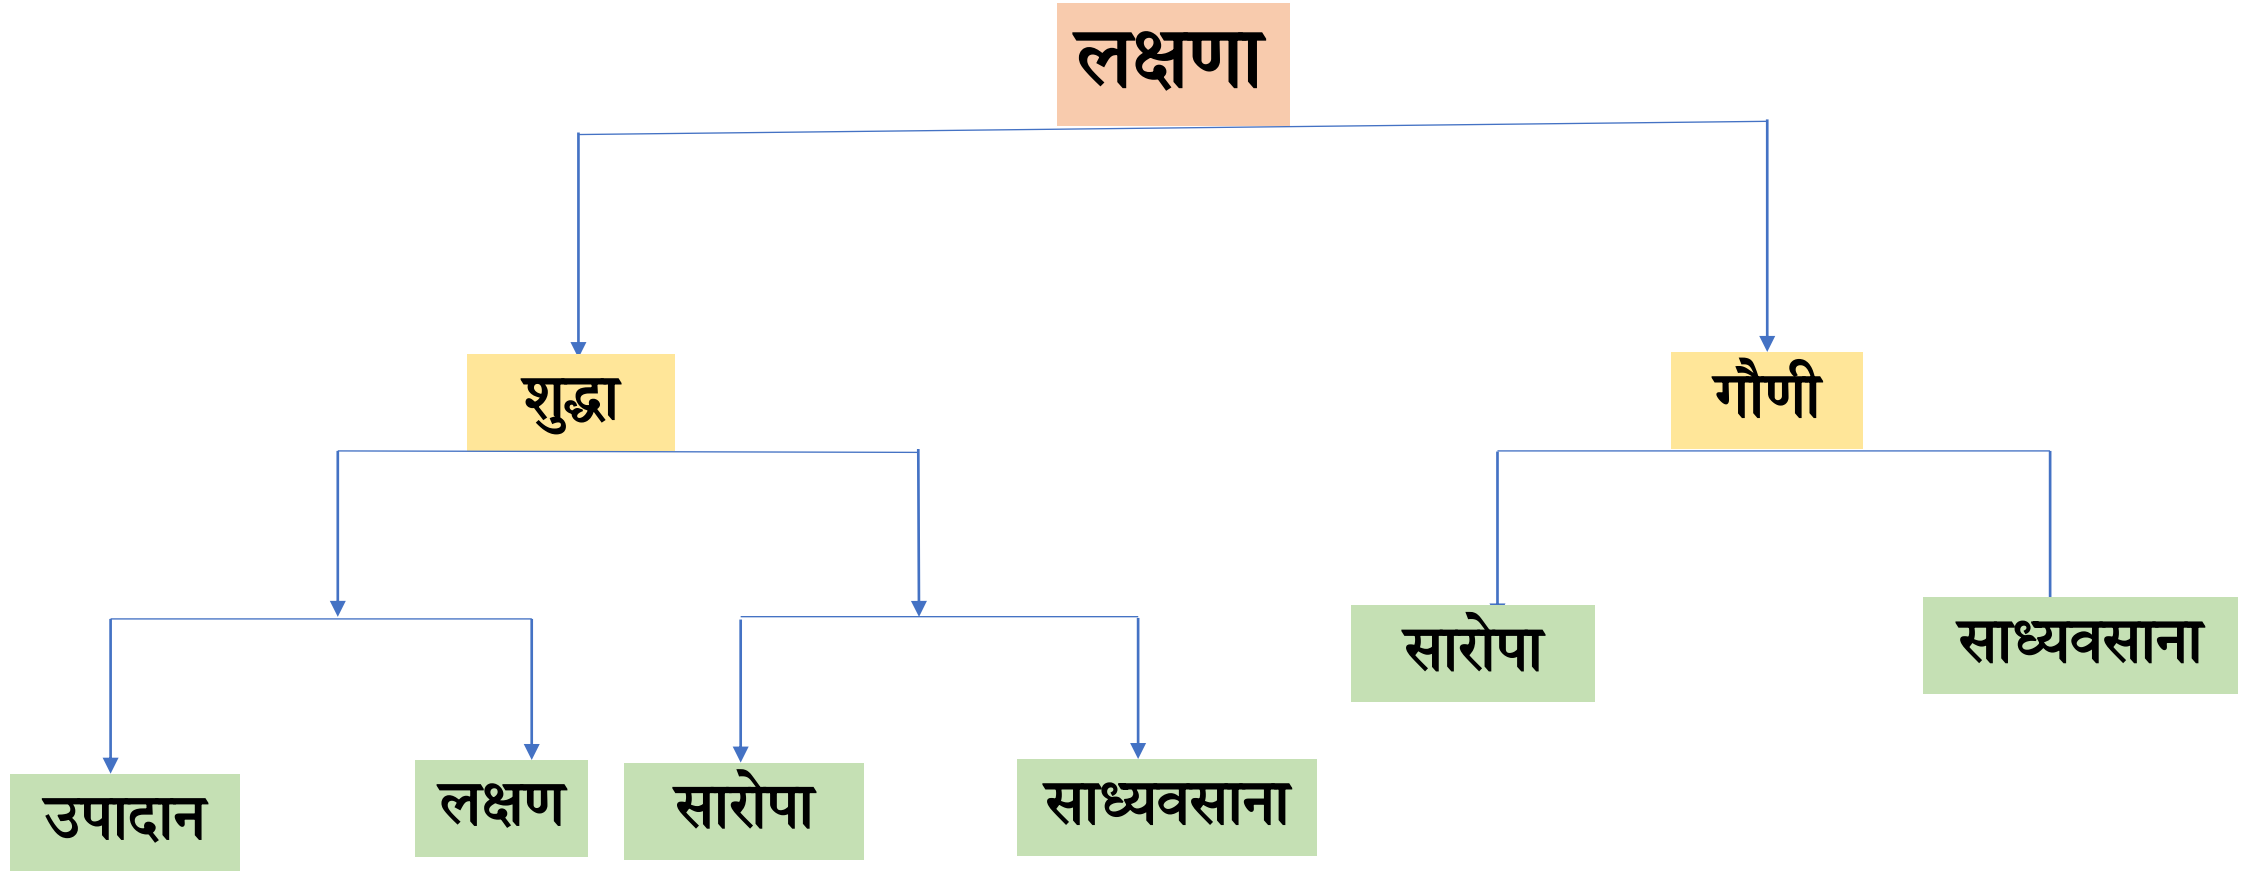 लक्षणा
शुद्धा
गौणी
सारोपा
साध्यवसाना
उपादान
लक्षण
सारोपा
साध्यवसाना